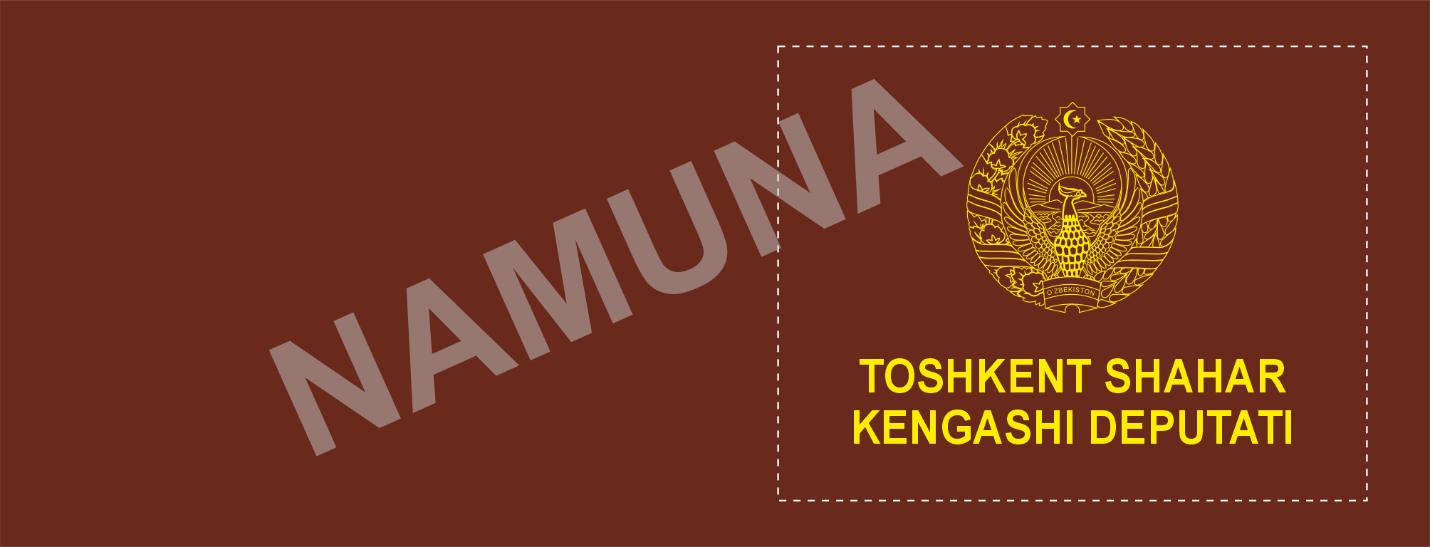 NAMUNA
O'ZBEKISTON
TOSHKENT SHAHAR
KENGASHI DEPUTATI